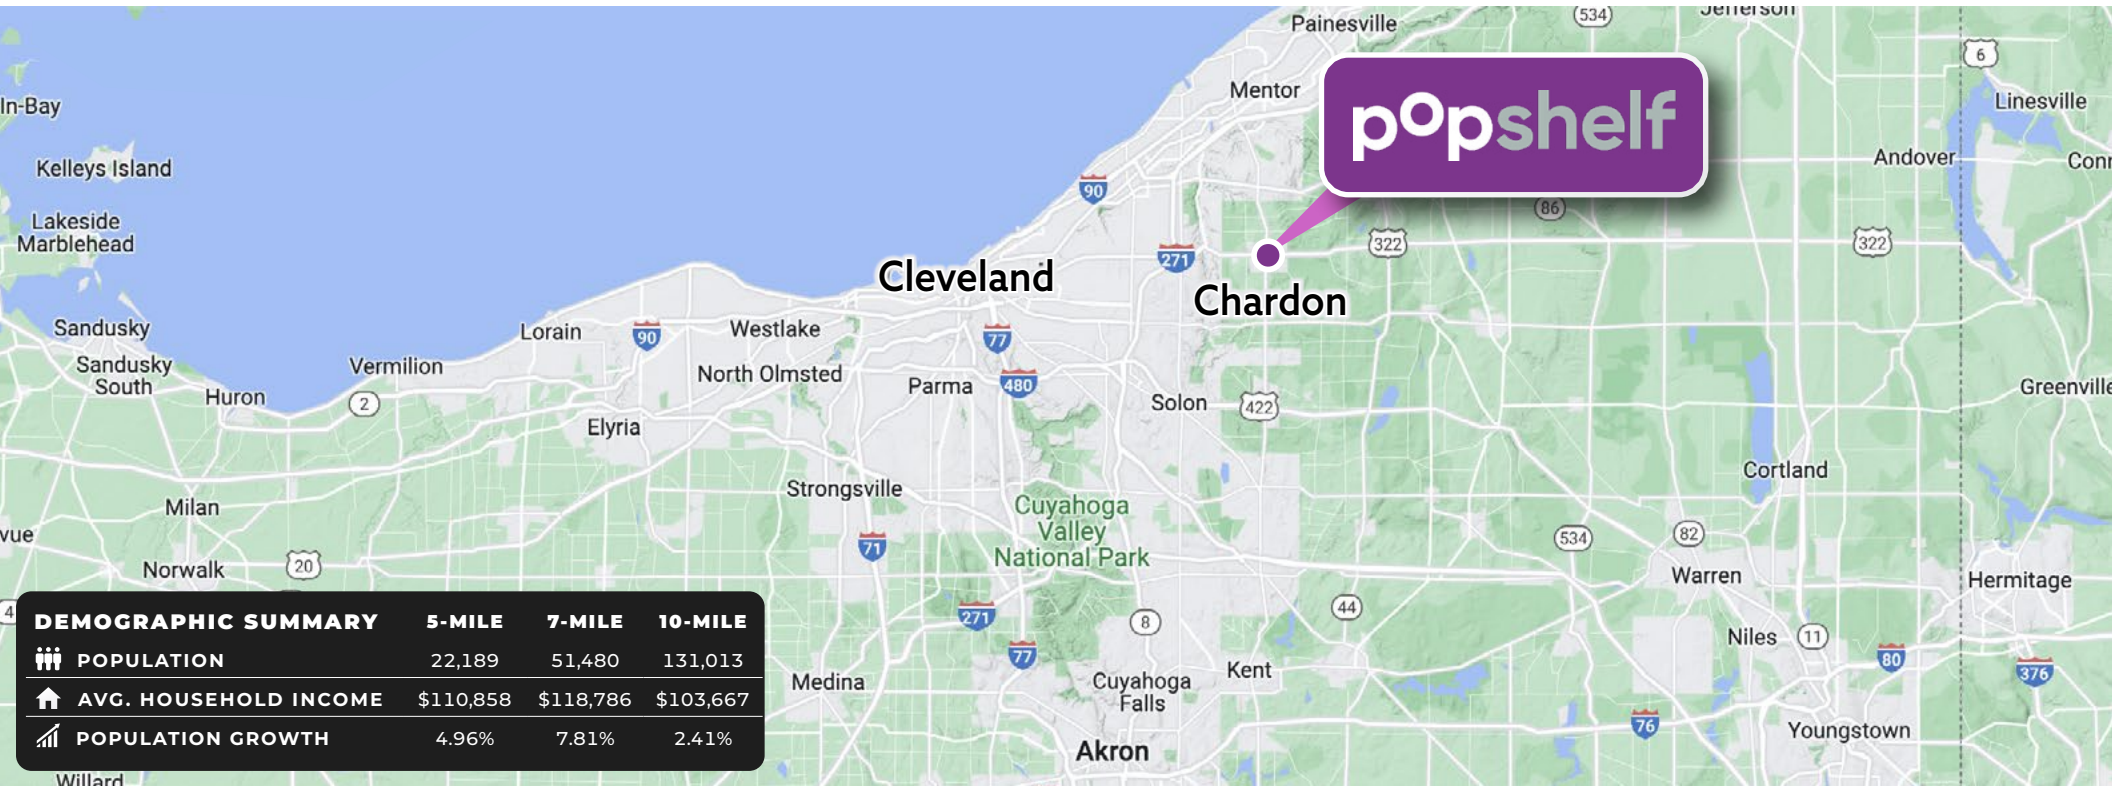 Painesville
534
Jefferson
6
In-Bay
Mentor
popshelf
Linesville
Kelleys Island
Andover
90
86
Lakeside
Marblehead
322
322
271
Cleveland
Chardon
Sandusky
Lorain
90
Westlake
77
Sandusky
South
Vermilion
North Olmsted
Parma
480
Huron
2
Solon
422
Greenville
Elyria
Cortland
Strongsville
Milan
Cuyahoga
Valley
National Park
vue
71
534
82
Norwalk
20
Warren
Hermitage
4
271
8
44
Niles
11
77
80
376
Medina
Cuyahoga
Falls
Kent
76
Youngstown
Akron
DEMOGRAPHIC SUMMARY 5-MILE 7-MILE 10-MILE
POPULATION 22,189 51,480 131,013
AVG. HOUSEHOLD INCOME $110,858 $118,786 $103,667
POPULATION GROWTH 4.96% 7.81% 2.41%
Willard